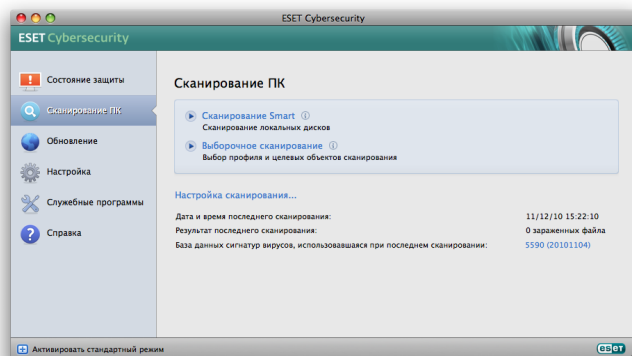 ESET Cybersecurity
ESET Cybersecurity
Состояние защиты
Сканирование ПК
Обновление
Настройка
Служебные программы
Справка
Сканирование ПК
Сканирование Smart
Сканирование локальных дисков
Выборочное сканирование
Выбор профиля и целевых объектов сканирования
Настройка сканирования...
Дата и время последнего сканирования: 11/12/10 15:22:10
Результат последнего сканирования: 0 зараженных файла
База данных сигнатур вирусов, использовавшаяся при последнем сканировании: 5590 (20101104)
Активировать стандартный режим
eset